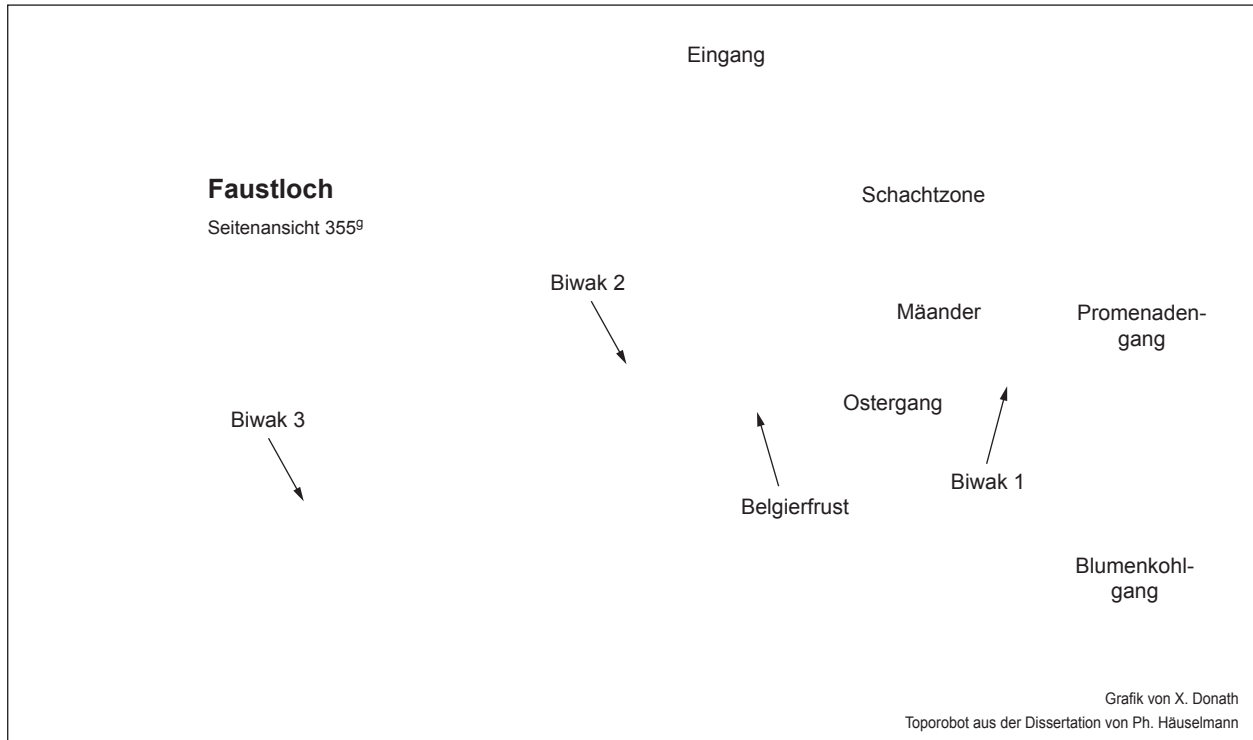 Eingang
Faustloch
Seitenansicht 355g
Schachtzone
Biwak 2
Mäander
Promenaden-
gang
Biwak 3
Ostergang
Biwak 1
Belgierfrust
Blumenkohl-
gang
Grafik von X. Donath
Toporobot aus der Dissertation von Ph. Häuselmann